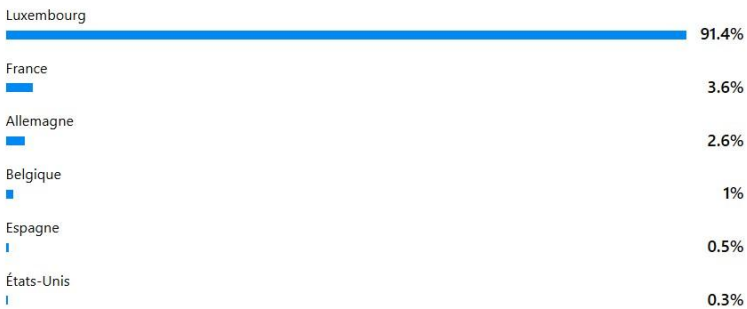 Luxembourg
91.4%
France
3.6%
Allemagne
2.6%
Belgique
1%
Espagne
0.5%
États-Unis
0.3%